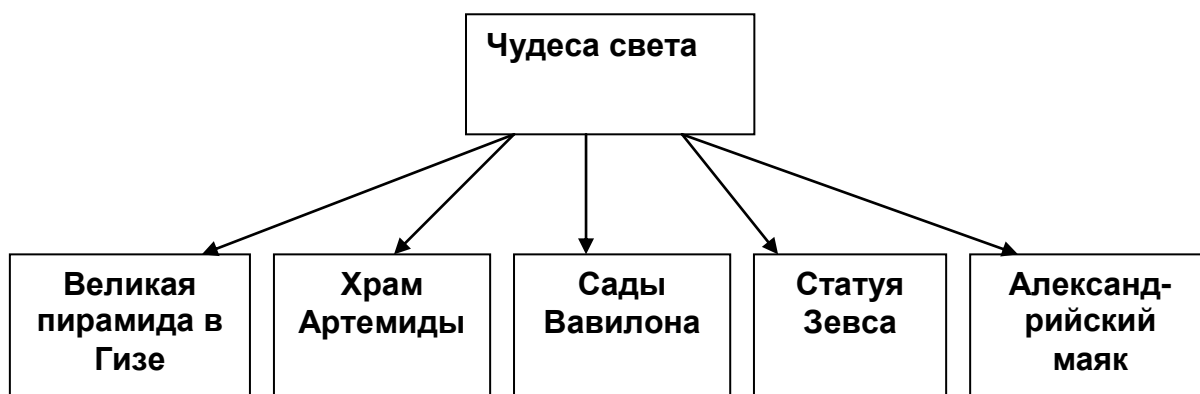 Чудеса света
Великая
пирамида в
Гизе
Храм
Артемиды
Сады
Вавилона
Статуя
Зевса
Александ-
рийский
маяк